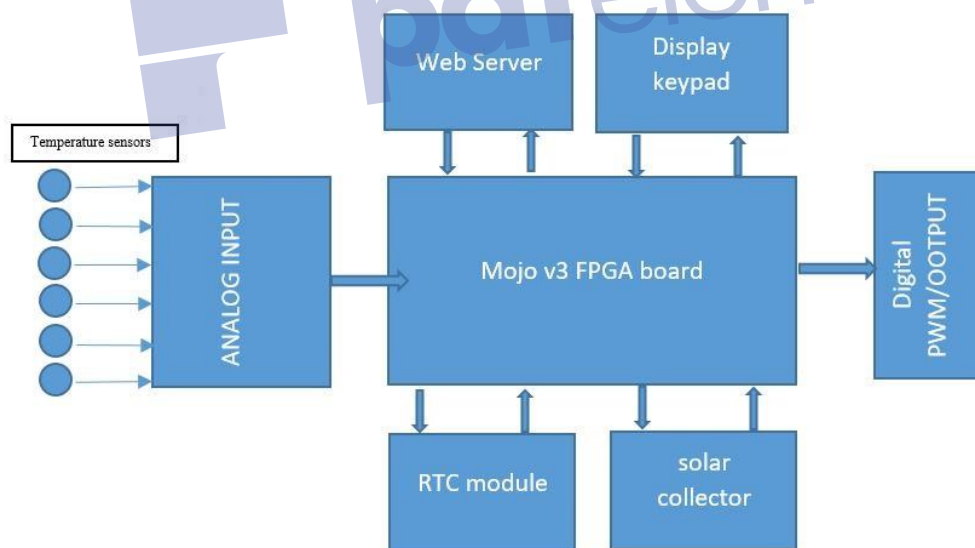 Web Server
Display
keypad
Temperature sensors
ANALOG INPUT
Mojo v3 FPGA board
Digital
PWM/OOTPUT
RTC module
solar
collector